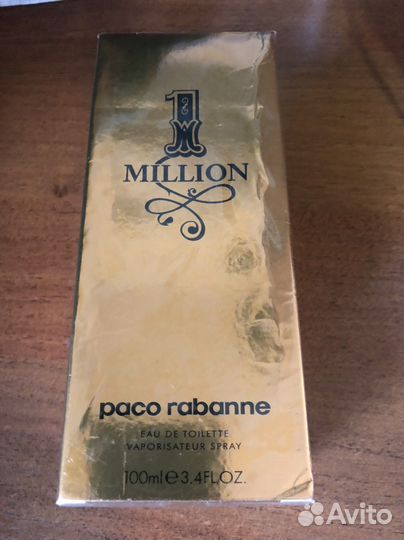 1
MILLION
paco rabanne
EAU DE TOILETTE
VAPORISATEUR SPRAY
100ml ℮ 3.4FL.OZ.
Avito